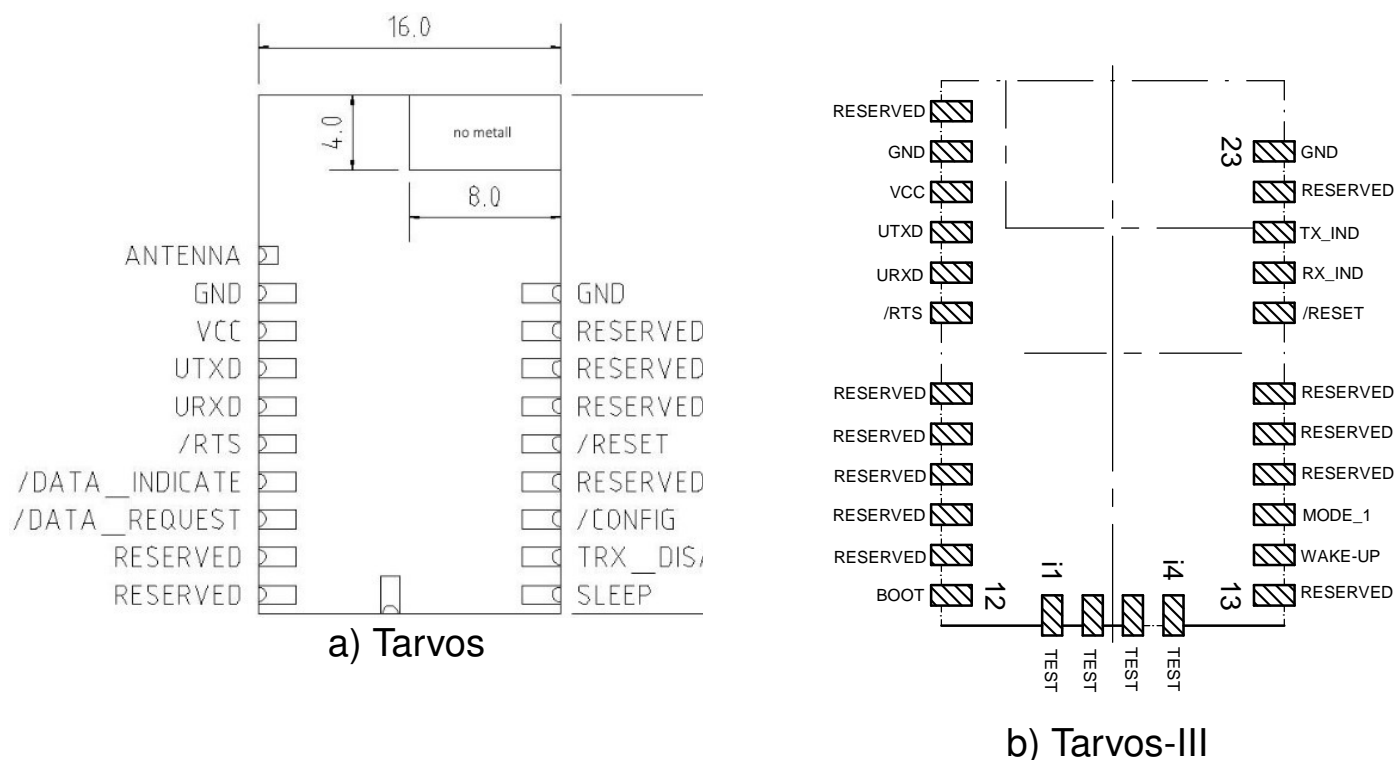 16.0
4.0
no metall
8.0
ANTENNA
GND
VCC
UTXD
URXD
/RTS
/DATA_INDICATE
/DATA_REQUEST
RESERVED
RESERVED
GND
RESERVED
RESERVED
RESERVED
/RESET
RESERVED
/CONFIG
TRX_DISA
SLEEP
a) Tarvos
RESERVED
GND
VCC
UTXD
URXD
/RTS
RESERVED
RESERVED
RESERVED
RESERVED
RESERVED
BOOT
12
i1
i4
13
23
GND
RESERVED
TX_IND
RX_IND
/RESET
RESERVED
RESERVED
RESERVED
MODE_1
WAKE-UP
RESERVED
TEST
TEST
TEST
TEST
b) Tarvos-III